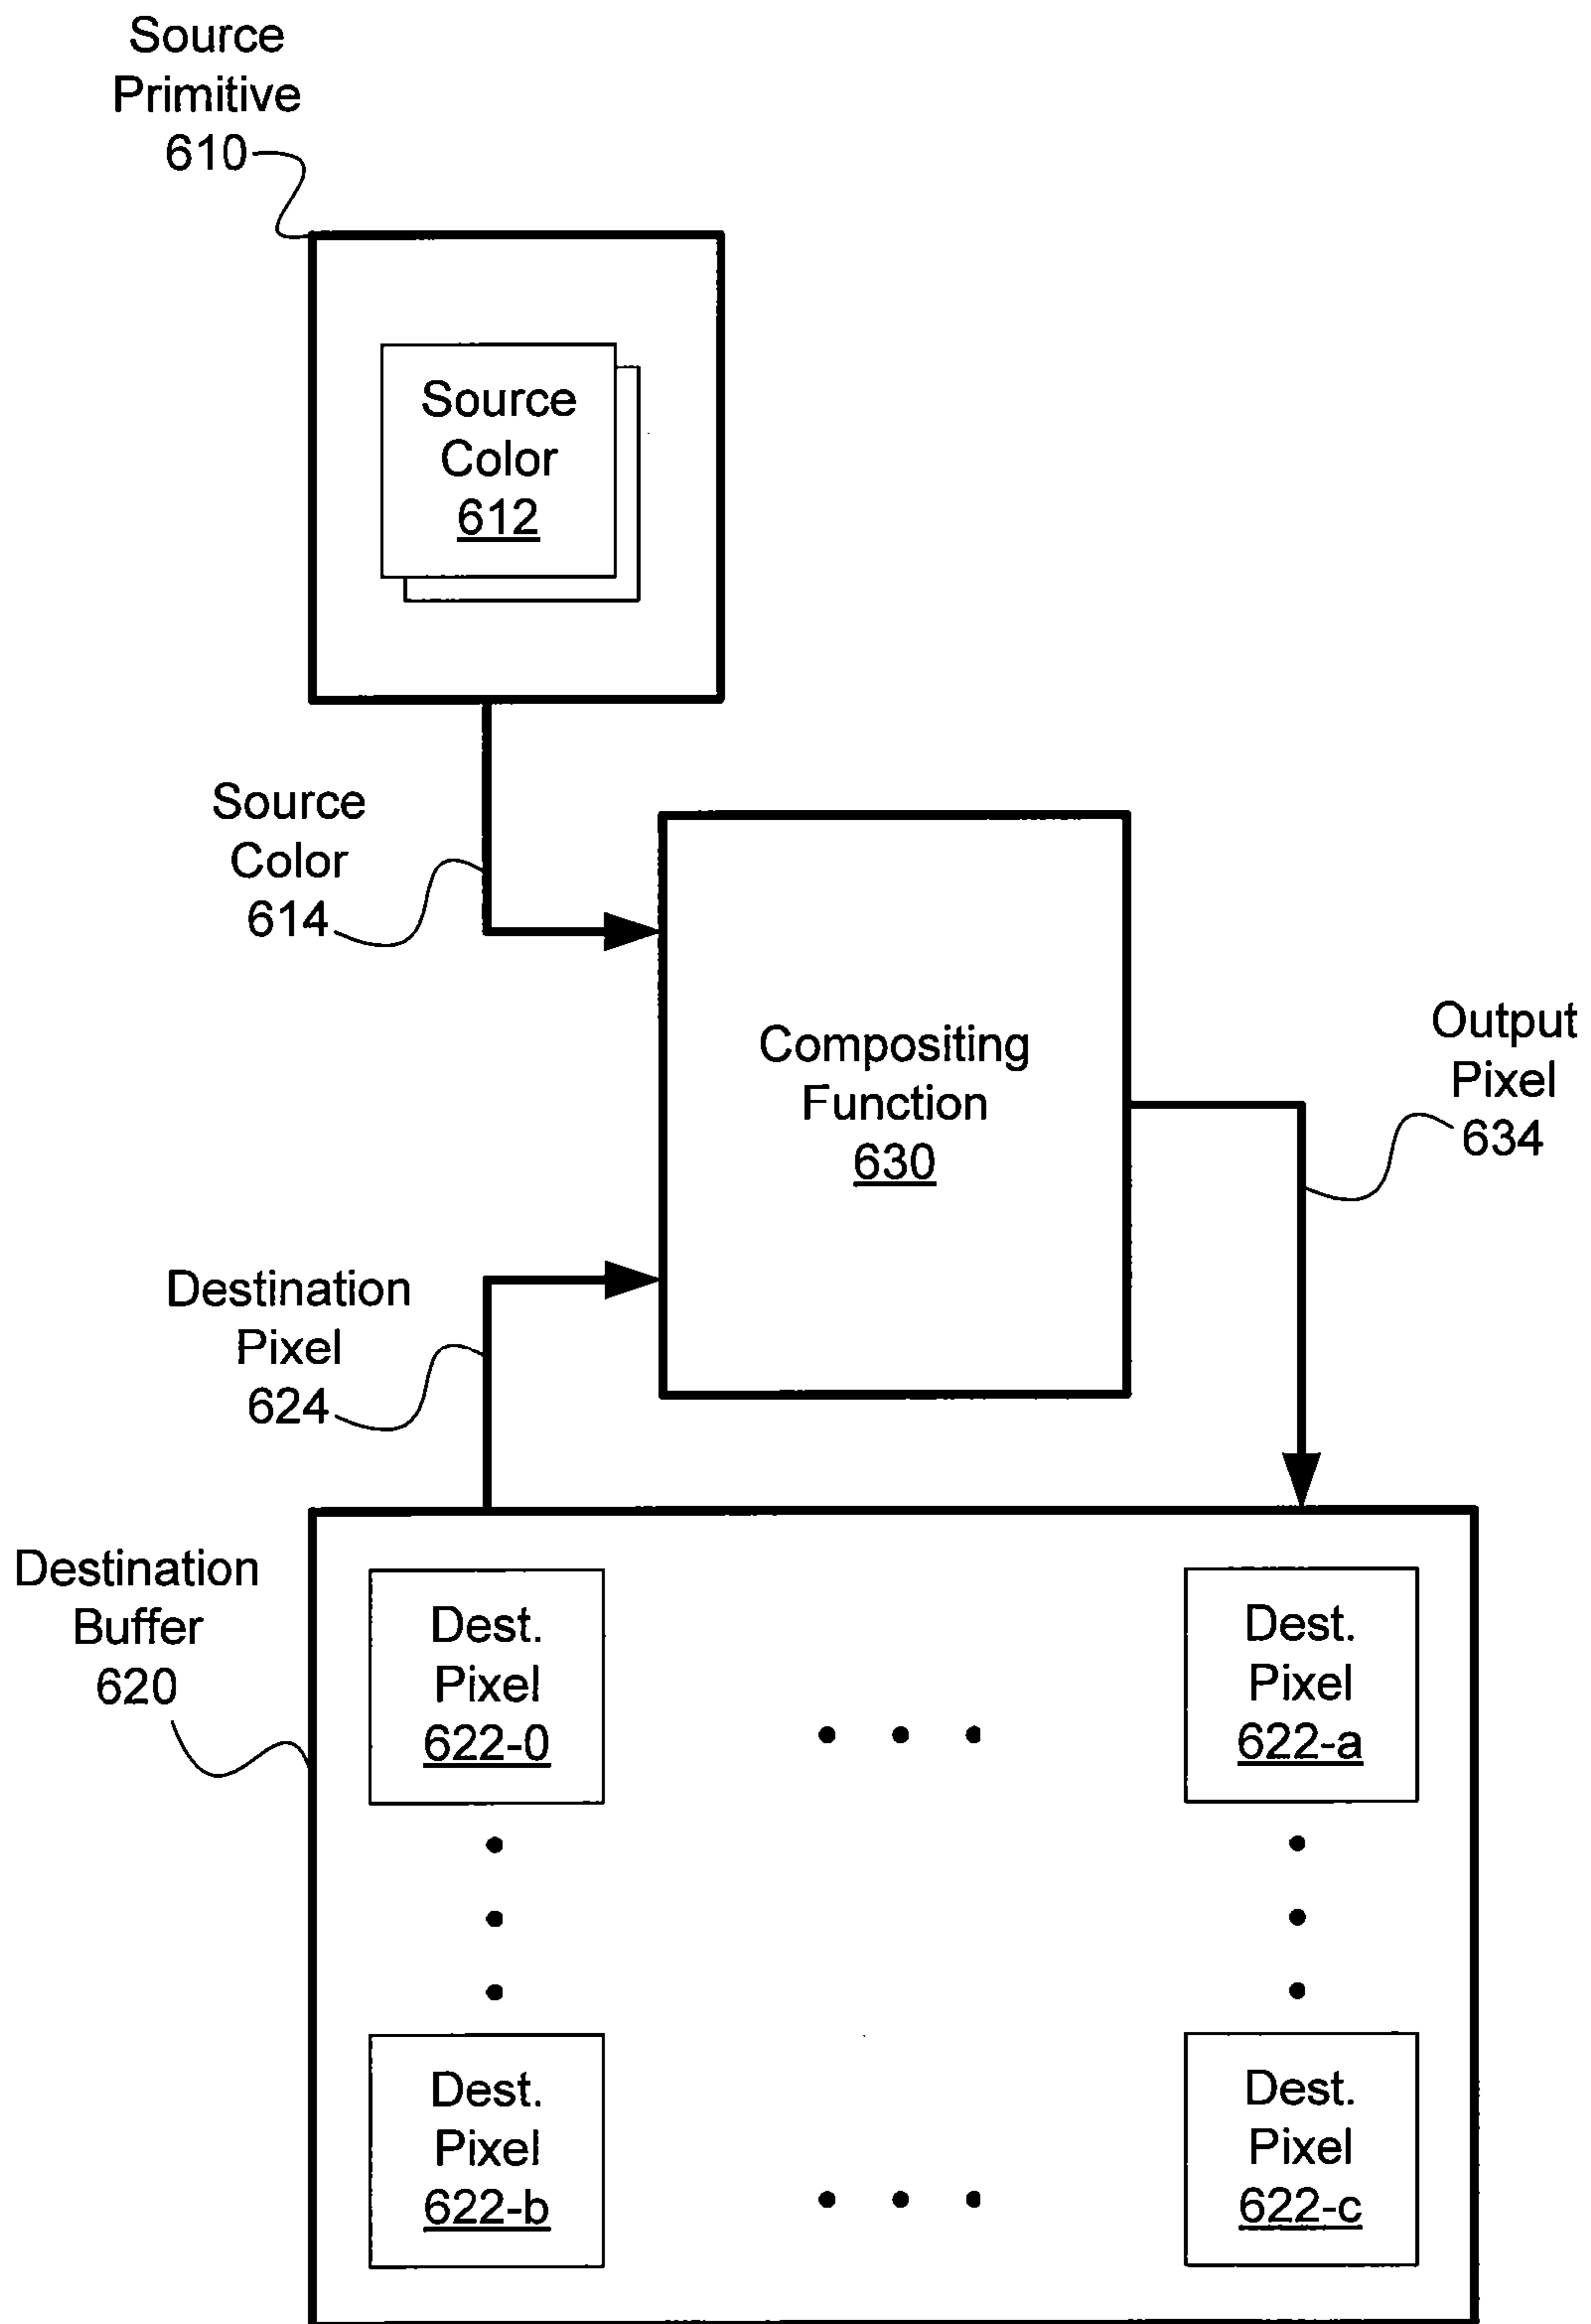 Source
Primitive
610
Source
Color
612
Source
Color
614
Compositing
Function
630
Output
Pixel
634
Destination
Pixel
624
Destination
Buffer
620
Dest.
Pixel
622-0
Dest.
Pixel
622-a
Dest.
Pixel
622-b
Dest.
Pixel
622-c